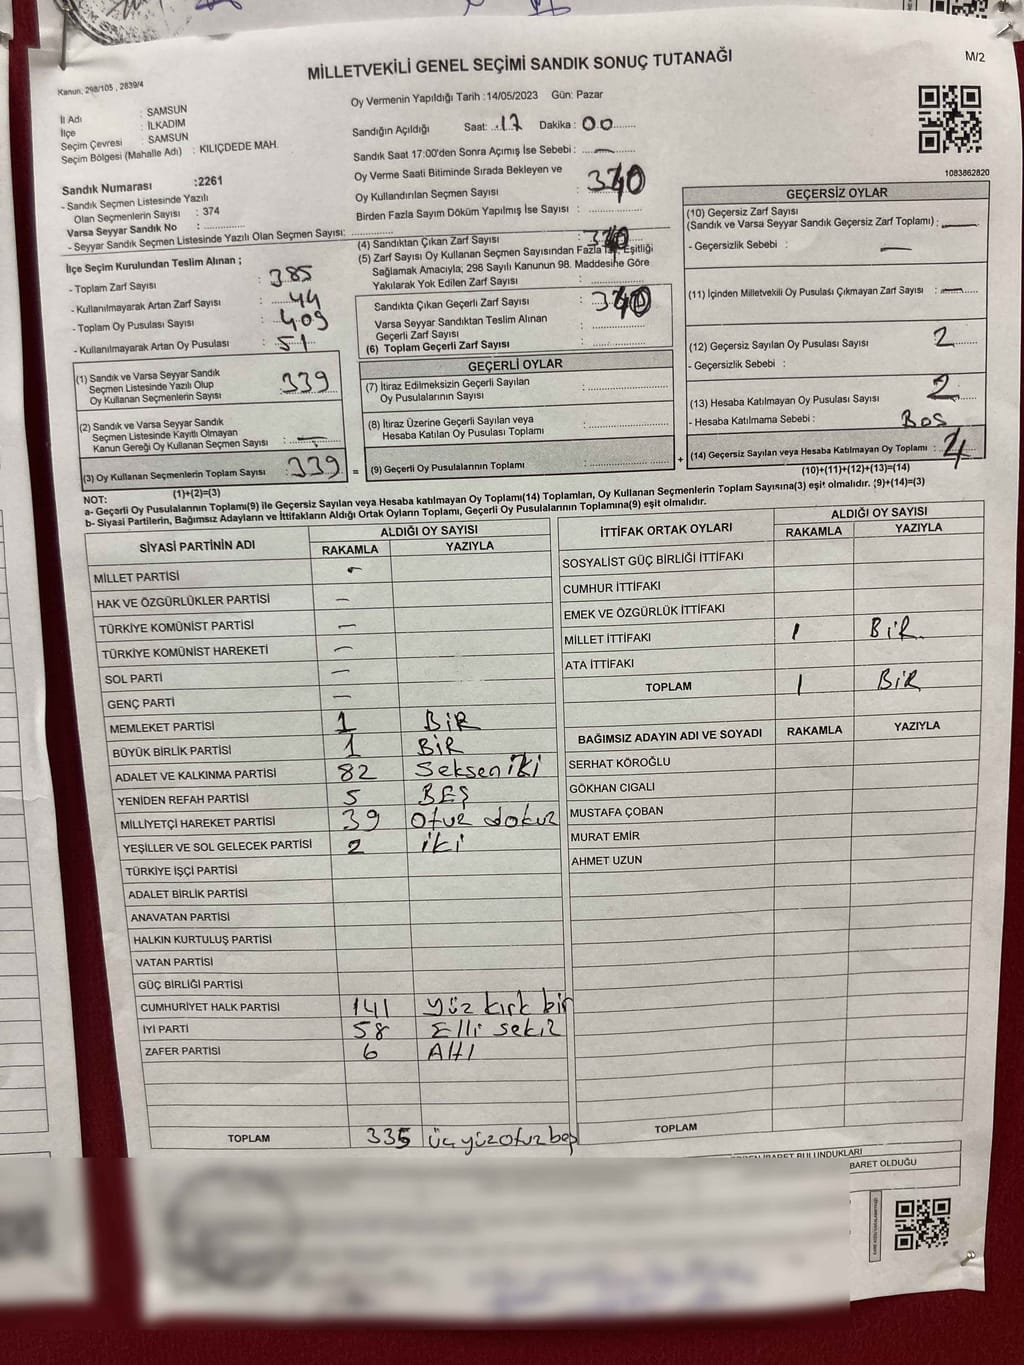 MİLLETVEKİLİ GENEL SEÇİMİ SANDIK SONUÇ TUTANAĞI
M/2
Kanun, 298/105 , 2839/4
Oy Vermenin Yapıldığı Tarih :14/05/2023 Gün: Pazar
İl Adı : SAMSUN
İlçe : İLKADIM
Seçim Çevresi : SAMSUN
Seçim Bölgesi (Mahalle Adı) : KILIÇDEDE MAH.
Sandığın Açıldığı Saat: 17 Dakika : 00
Sandık Saat 17:00'den Sonra Açımış İse Sebebi : —
Oy Verme Saati Bitiminde Sırada Bekleyen ve
Oy Kullandırılan Seçmen Sayısı :
Birden Fazla Sayım Döküm Yapılmış İse Sayısı :
1083862820
Sandık Numarası :2261
- Sandık Seçmen Listesinde Yazılı
Olan Seçmenlerin Sayısı : 374
Varsa Seyyar Sandık No :
- Seyyar Sandık Seçmen Listesinde Yazılı Olan Seçmen Sayısı:
İlçe Seçim Kurulundan Teslim Alınan ;
- Toplam Zarf Sayısı : 385
- Kullanılmayarak Artan Zarf Sayısı : 44
- Toplam Oy Pusulası Sayısı : 409
- Kullanılmayarak Artan Oy Pusulası : 51
(4) Sandıktan Çıkan Zarf Sayısı :
(5) Zarf Sayısı Oy Kullanan Seçmen Sayısından Fazla Eşitliği
Sağlamak Amacıyla; 298 Sayılı Kanunun 98. Maddesine Göre
Yakılarak Yok Edilen Zarf Sayısı :
Sandıkta Çıkan Geçerli Zarf Sayısı :
Varsa Seyyar Sandıktan Teslim Alınan
Geçerli Zarf Sayısı :
(6) Toplam Geçerli Zarf Sayısı :
GEÇERSİZ OYLAR
(10) Geçersiz Zarf Sayısı
(Sandık ve Varsa Seyyar Sandık Geçersiz Zarf Toplamı) : —
- Geçersizlik Sebebi : —
(11) İçinden Milletvekili Oy Pusulası Çıkmayan Zarf Sayısı : —
(12) Geçersiz Sayılan Oy Pusulası Sayısı : 2
- Geçersizlik Sebebi :
(13) Hesaba Katılmayan Oy Pusulası Sayısı : 2
- Hesaba Katılmama Sebebi : Boş
(14) Geçersiz Sayılan veya Hesaba Katılmayan Oy Toplamı : 4
(10)+(11)+(12)+(13)=(14)
(1) Sandık ve Varsa Seyyar Sandık
Seçmen Listesinde Yazılı Olup
Oy Kullanan Seçmenlerin Sayısı : 339
(2) Sandık ve Varsa Seyyar Sandık
Seçmen Listesinde Kayıtlı Olmayan
Kanun Gereği Oy Kullanan Seçmen Sayısı : —
(3) Oy Kullanan Seçmenlerin Toplam Sayısı : 339 =
(1)+(2)=(3)
GEÇERLİ OYLAR
(7) İtiraz Edilmeksizin Geçerli Sayılan
Oy Pusulalarının Sayısı :
(8) İtiraz Üzerine Geçerli Sayılan veya
Hesaba Katılan Oy Pusulası Toplamı :
(9) Geçerli Oy Pusulalarının Toplamı : +
NOT:
a- Geçerli Oy Pusulalarının Toplamı(9) ile Geçersiz Sayılan veya Hesaba katılmayan Oy Toplamı(14) Toplamları, Oy Kullanan Seçmenlerin Toplam Sayısına(3) eşit olmalıdır. (9)+(14)=(3)
b- Siyasi Partilerin, Bağımsız Adayların ve İttifakların Aldığı Ortak Oyların Toplamı, Geçerli Oy Pusulalarının Toplamına(9) eşit olmalıdır.
SİYASİ PARTİNİN ADI ALDIĞI OY SAYISI
RAKAMLA YAZIYLA
MİLLET PARTİSİ —
HAK VE ÖZGÜRLÜKLER PARTİSİ —
TÜRKİYE KOMÜNİST PARTİSİ —
TÜRKİYE KOMÜNİST HAREKETİ —
SOL PARTİ —
GENÇ PARTİ —
MEMLEKET PARTİSİ 1 BİR
BÜYÜK BİRLİK PARTİSİ 1 BİR
ADALET VE KALKINMA PARTİSİ 82 Seksen iki
YENİDEN REFAH PARTİSİ 5 BEŞ
MİLLİYETÇİ HAREKET PARTİSİ 39 Otuz dokuz
YEŞİLLER VE SOL GELECEK PARTİSİ 2 iki
TÜRKİYE İŞÇİ PARTİSİ
ADALET BİRLİK PARTİSİ
ANAVATAN PARTİSİ
HALKIN KURTULUŞ PARTİSİ
VATAN PARTİSİ
GÜÇ BİRLİĞİ PARTİSİ
CUMHURİYET HALK PARTİSİ 141 yüz kırk bir
İYİ PARTİ 58 Elli sekiz
ZAFER PARTİSİ 6 Altı
TOPLAM 335 üç yüz otuz beş
İTTİFAK ORTAK OYLARI ALDIĞI OY SAYISI
RAKAMLA YAZIYLA
SOSYALİST GÜÇ BİRLİĞİ İTTİFAKI
CUMHUR İTTİFAKI
EMEK VE ÖZGÜRLÜK İTTİFAKI
MİLLET İTTİFAKI 1 BİR
ATA İTTİFAKI
TOPLAM 1 BİR
BAĞIMSIZ ADAYIN ADI VE SOYADI RAKAMLA YAZIYLA
SERHAT KÖROĞLU
GÖKHAN CIGALI
MUSTAFA ÇOBAN
MURAT EMİR
AHMET UZUN
TOPLAM
BULUNDUKLARI
BARET OLDUĞU